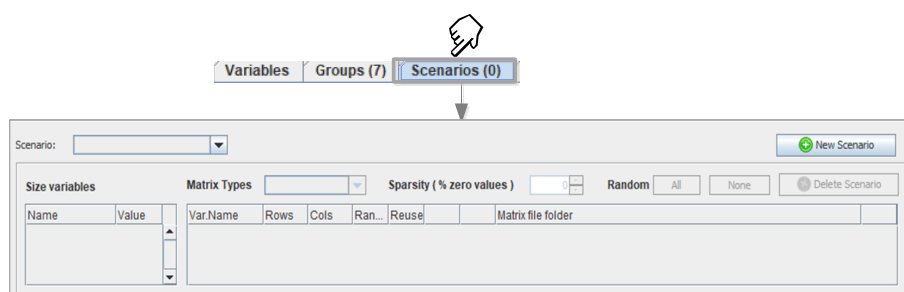 Variables Groups (7) Scenarios (0)
Scenario: New Scenario
Size variables Matrix Types Sparsity ( % zero values ) 0 Random All None Delete Scenario
Name Value Var.Name Rows Cols Ran... Reuse Matrix file folder